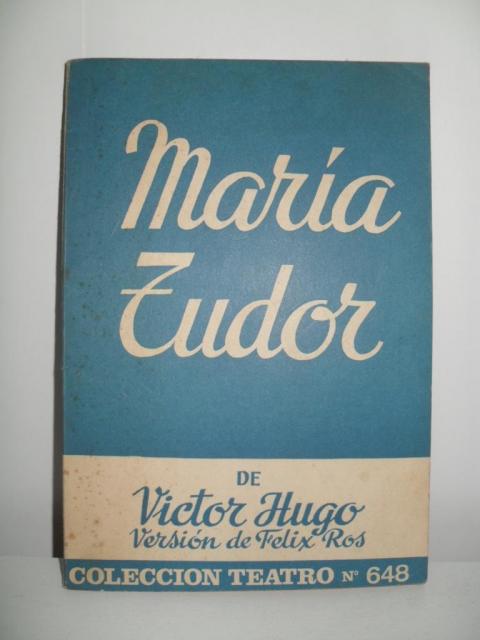 María
Tudor
DE
Victor Hugo
Versión de Felix Ros
COLECCION TEATRO Nº 648